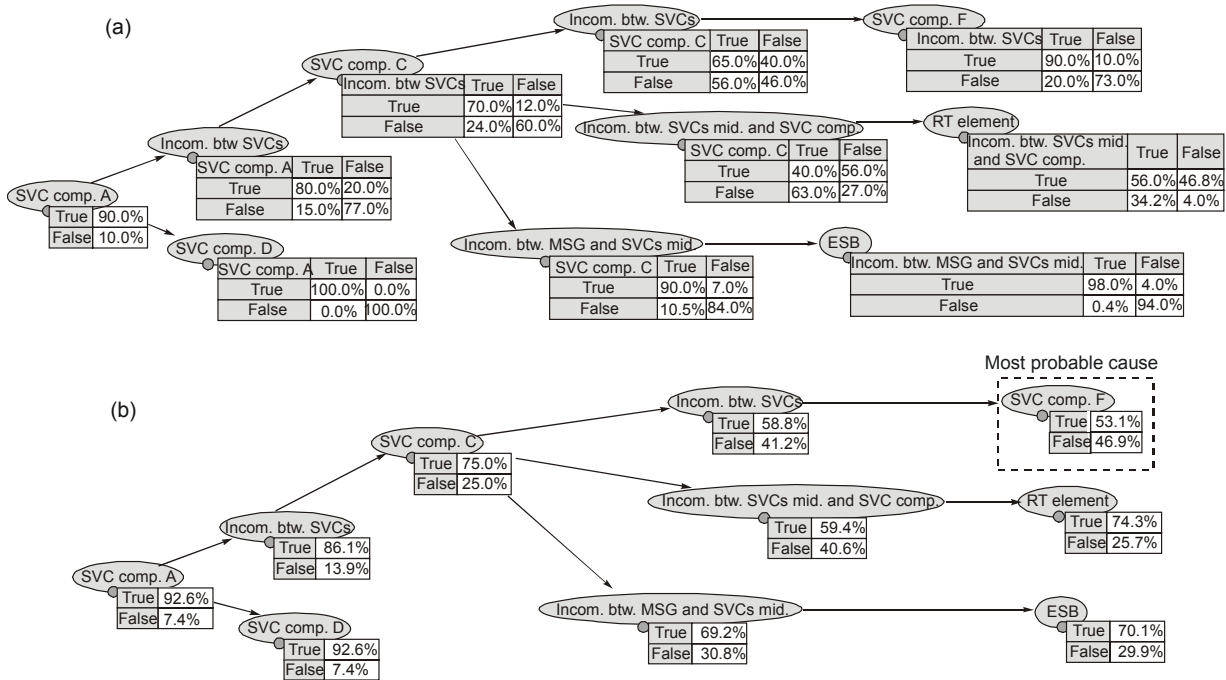 (a)
Incom. btw. SVCs
SVC comp. C True False
True 65.0% 40.0%
False 56.0% 46.0%
SVC comp. F
Incom. btw. SVCs True False
True 90.0% 10.0%
False 20.0% 73.0%
SVC comp. C
Incom. btw SVCs True False
True 70.0% 12.0%
False 24.0% 60.0%
Incom. btw. SVCs mid. and SVC comp.
SVC comp. C True False
True 40.0% 56.0%
False 63.0% 27.0%
RT element
Incom. btw. SVCs mid.
and SVC comp. True False
True 56.0% 46.8%
False 34.2% 4.0%
Incom. btw SVCs
SVC comp. A True False
True 80.0% 20.0%
False 15.0% 77.0%
SVC comp. A
True 90.0%
False 10.0%
SVC comp. D
SVC comp. A True False
True 100.0% 0.0%
False 0.0% 100.0%
Incom. btw. MSG and SVCs mid.
SVC comp. C True False
True 90.0% 7.0%
False 10.5% 84.0%
ESB
Incom. btw. MSG and SVCs mid. True False
True 98.0% 4.0%
False 0.4% 94.0%
(b)
Most probable cause
Incom. btw. SVCs
True 58.8%
False 41.2%
SVC comp. F
True 53.1%
False 46.9%
SVC comp. C
True 75.0%
False 25.0%
Incom. btw. SVCs mid. and SVC comp.
True 59.4%
False 40.6%
RT element
True 74.3%
False 25.7%
Incom. btw. SVCs
True 86.1%
False 13.9%
SVC comp. A
True 92.6%
False 7.4%
SVC comp. D
True 92.6%
False 7.4%
Incom. btw. MSG and SVCs mid.
True 69.2%
False 30.8%
ESB
True 70.1%
False 29.9%